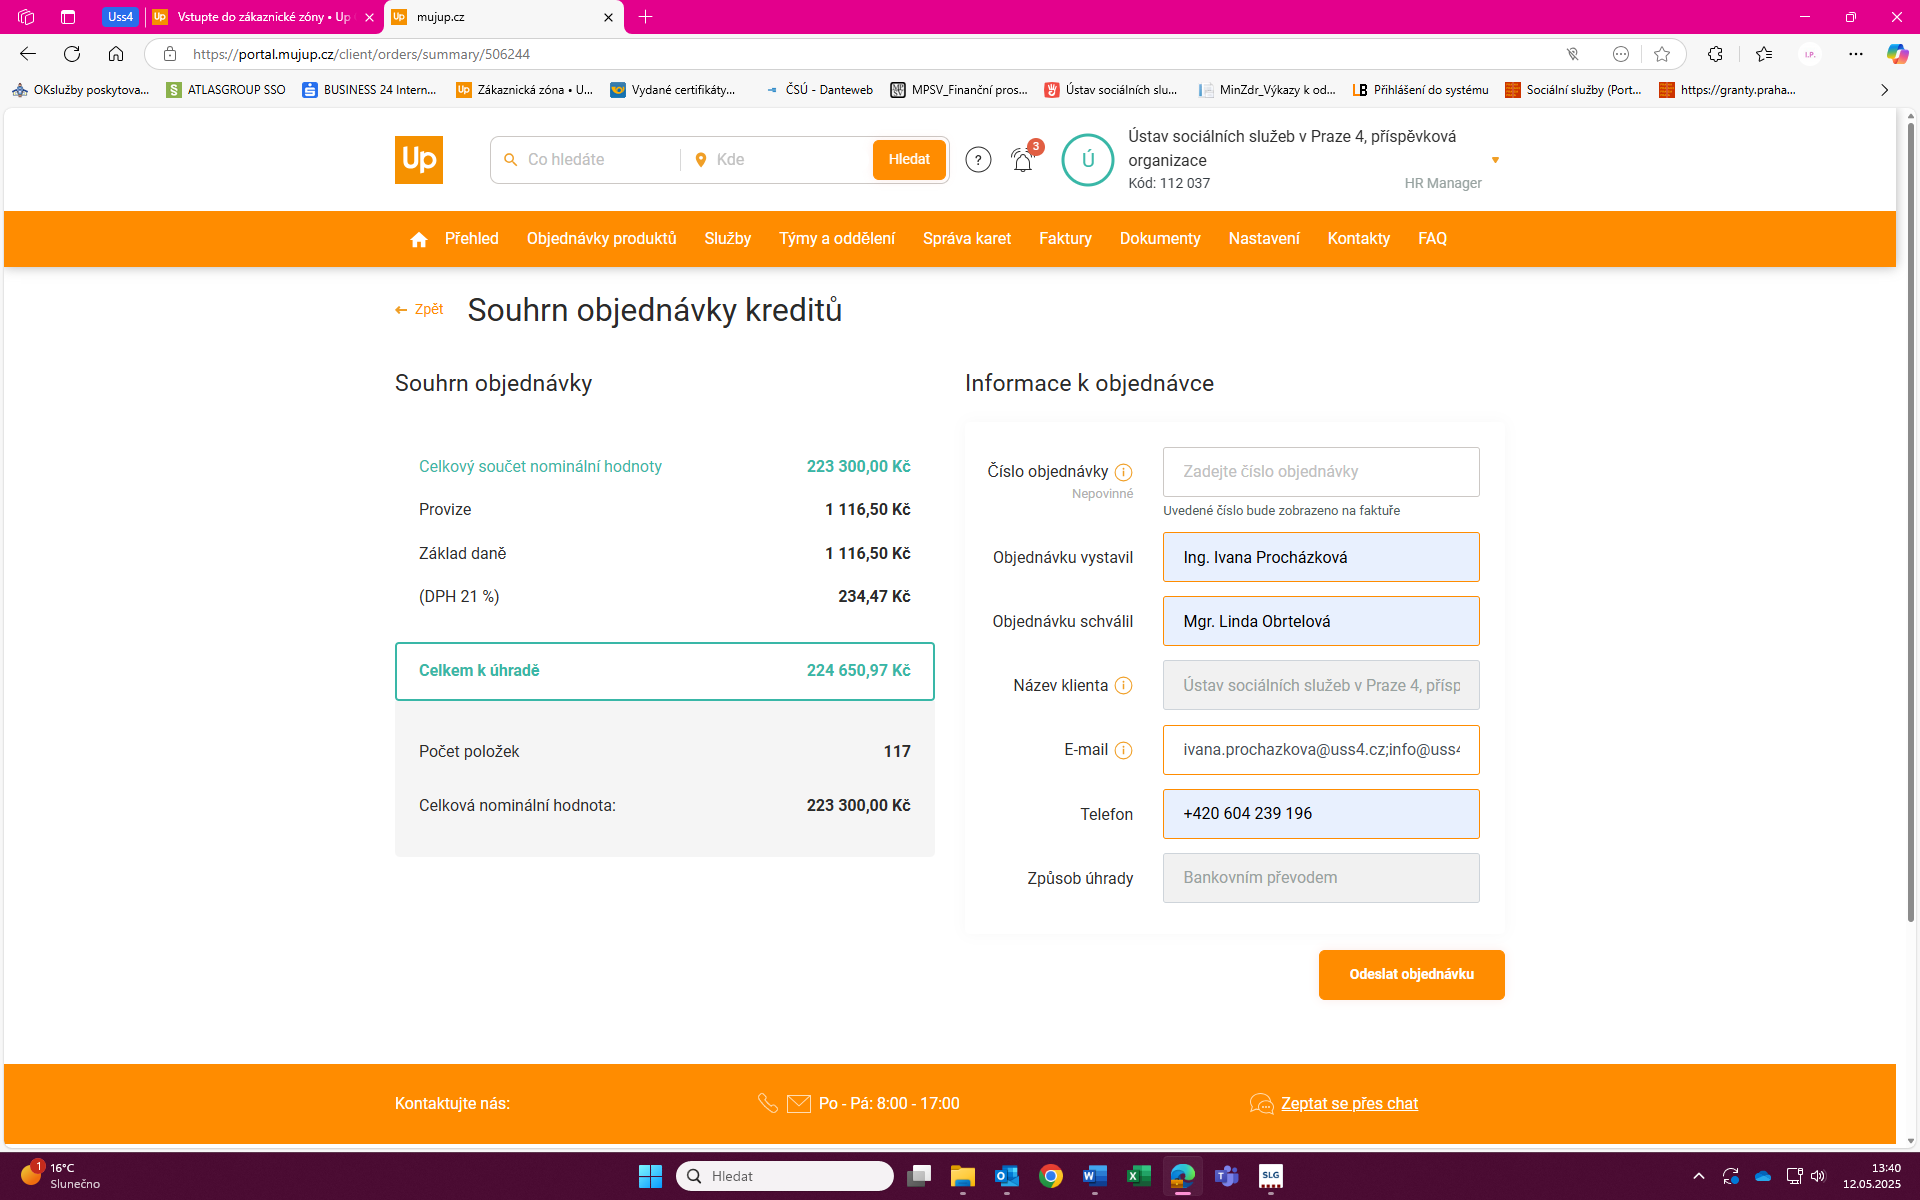 Uss4
Vstupte do zákaznické zóny • Up
mujup.cz
https://portal.mujup.cz/client/orders/summary/506244
I.P.
OKslužby poskytova...
ATLASGROUP SSO
BUSINESS 24 Intern...
Zákaznická zóna • U...
Vydané certifikáty...
ČSÚ - Danteweb
MPSV_Finanční pros...
Ústav sociálních slu...
MinZdr_Výkazy k od...
Přihlášení do systému
Sociální služby (Port...
https://granty.praha...
Up
Co hledáte
Kde
Hledat
?
3
Ú
Ústav sociálních služeb v Praze 4, příspěvková
organizace
Kód: 112 037
HR Manager
Přehled
Objednávky produktů
Služby
Týmy a oddělení
Správa karet
Faktury
Dokumenty
Nastavení
Kontakty
FAQ
Zpět
Souhrn objednávky kreditů
Souhrn objednávky
Celkový součet nominální hodnoty 223 300,00 Kč
Provize 1 116,50 Kč
Základ daně 1 116,50 Kč
(DPH 21 %) 234,47 Kč
Celkem k úhradě 224 650,97 Kč
Počet položek 117
Celková nominální hodnota: 223 300,00 Kč
Informace k objednávce
Číslo objednávky Zadejte číslo objednávky
Nepovinné
Uvedené číslo bude zobrazeno na faktuře
Objednávku vystavil Ing. Ivana Procházková
Objednávku schválil Mgr. Linda Obrtelová
Název klienta Ústav sociálních služeb v Praze 4, přísp
E-mail ivana.prochazkova@uss4.cz;info@uss4
Telefon +420 604 239 196
Způsob úhrady Bankovním převodem
Odeslat objednávku
Kontaktujte nás:
Po - Pá: 8:00 - 17:00
Zeptat se přes chat
1
16°C
Slunečno
Hledat
SLG
13:40
12.05.2025